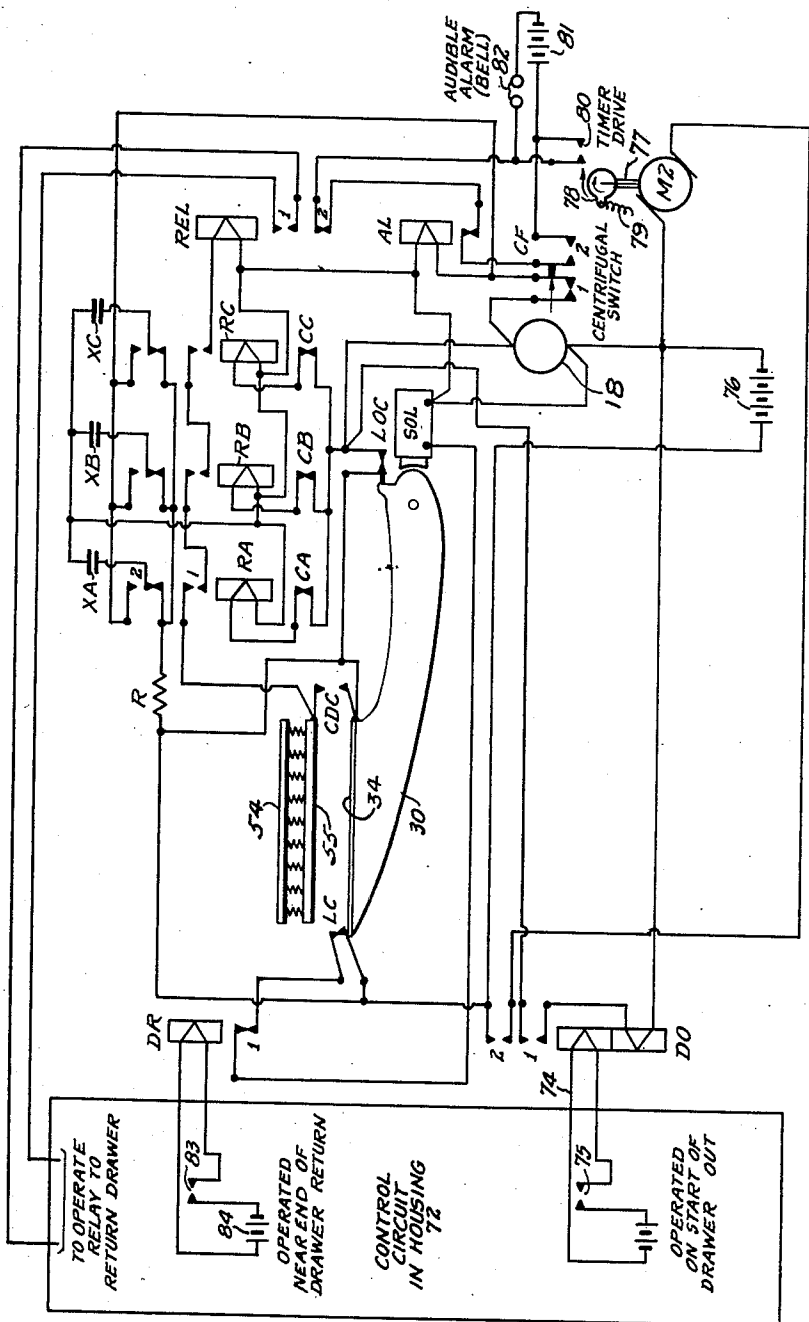 TO OPERATE
RELAY TO
RETURN DRAWER
84
83
OPERATED
NEAR END OF
DRAWER RETURN
CONTROL
CIRCUIT
IN HOUSING
72
75
OPERATED
ON START OF
DRAWER OUT
DR
1
74
2
1
DO
R
54
55
LC
CDC
34
30
XA
XB
XC
2
1
RA
RB
RC
CA
CB
CC
LOC
SOL
REL
1
2
AL
CF
1
2
CENTRIFUGAL
SWITCH
18
76
AUDIBLE
ALARM
(BELL)
82
81
80
TIMER
DRIVE
77
78
79
M2